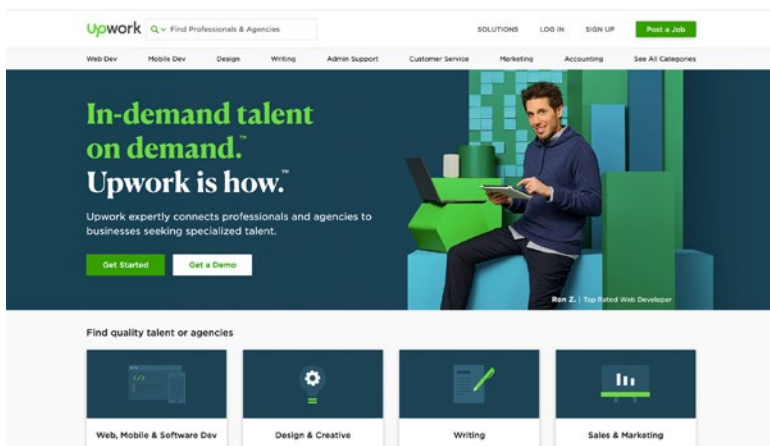 Upwork
Find Professionals & Agencies
SOLUTIONS
LOG IN
SIGN UP
Post a Job
Web Dev
Mobile Dev
Design
Writing
Admin Support
Customer Service
Marketing
Accounting
See All Categories
In-demand talent
on demand.™
Upwork is how.™
Upwork expertly connects professionals and agencies to
businesses seeking specialized talent.
Get Started
Get a Demo
Ron Z. | Top Rated Web Developer
Find quality talent or agencies
Web, Mobile & Software Dev
Design & Creative
Writing
Sales & Marketing